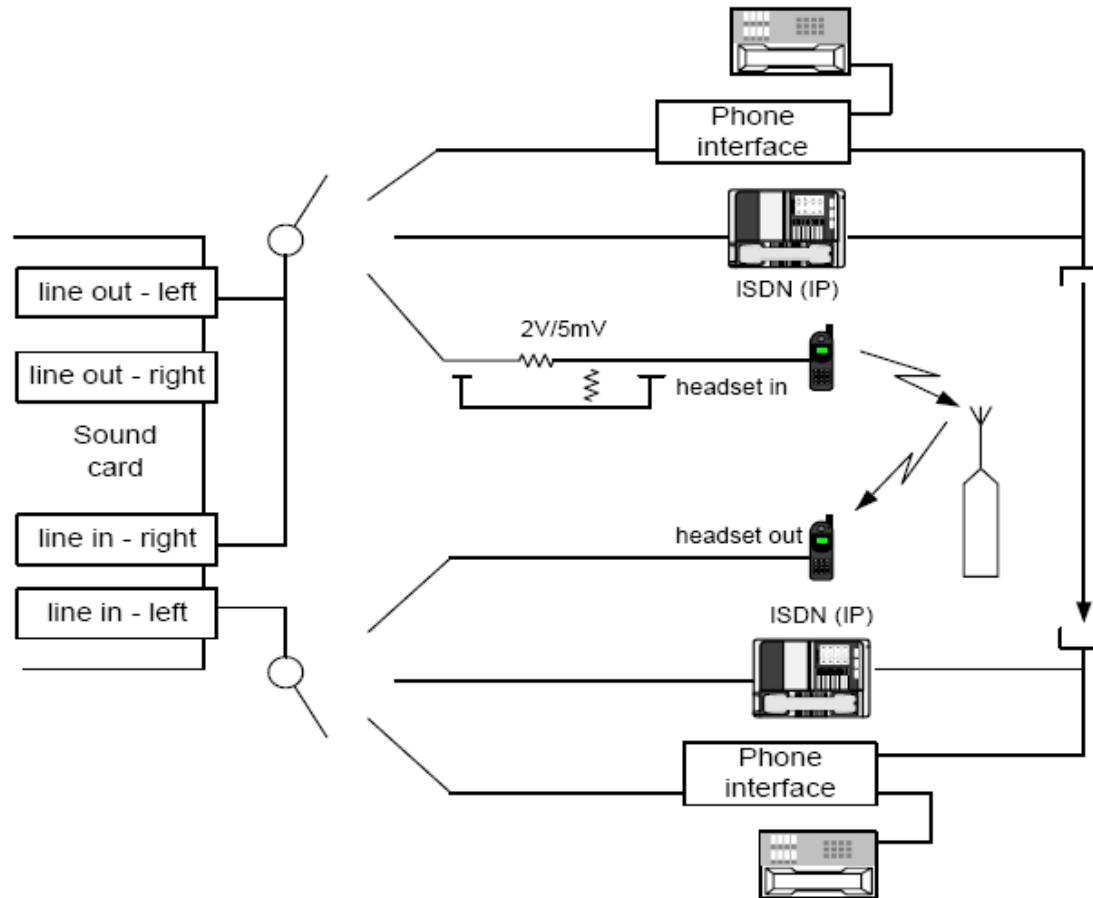 Phone
interface
ISDN (IP)
line out - left
2V/5mV
line out - right
headset in
Sound
card
line in - right
headset out
line in - left
ISDN (IP)
Phone
interface